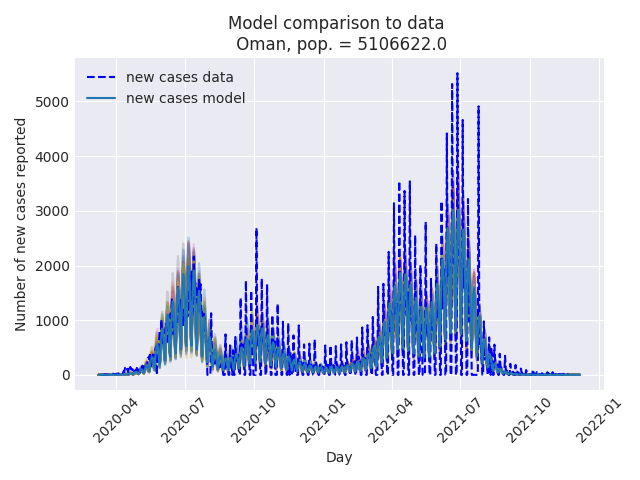 Model comparison to data
Oman, pop. = 5106622.0
new cases data
new cases model
Number of new cases reported
5000
4000
3000
2000
1000
0
2020-04
2020-07
2020-10
2021-01
2021-04
2021-07
2021-10
2022-01
Day